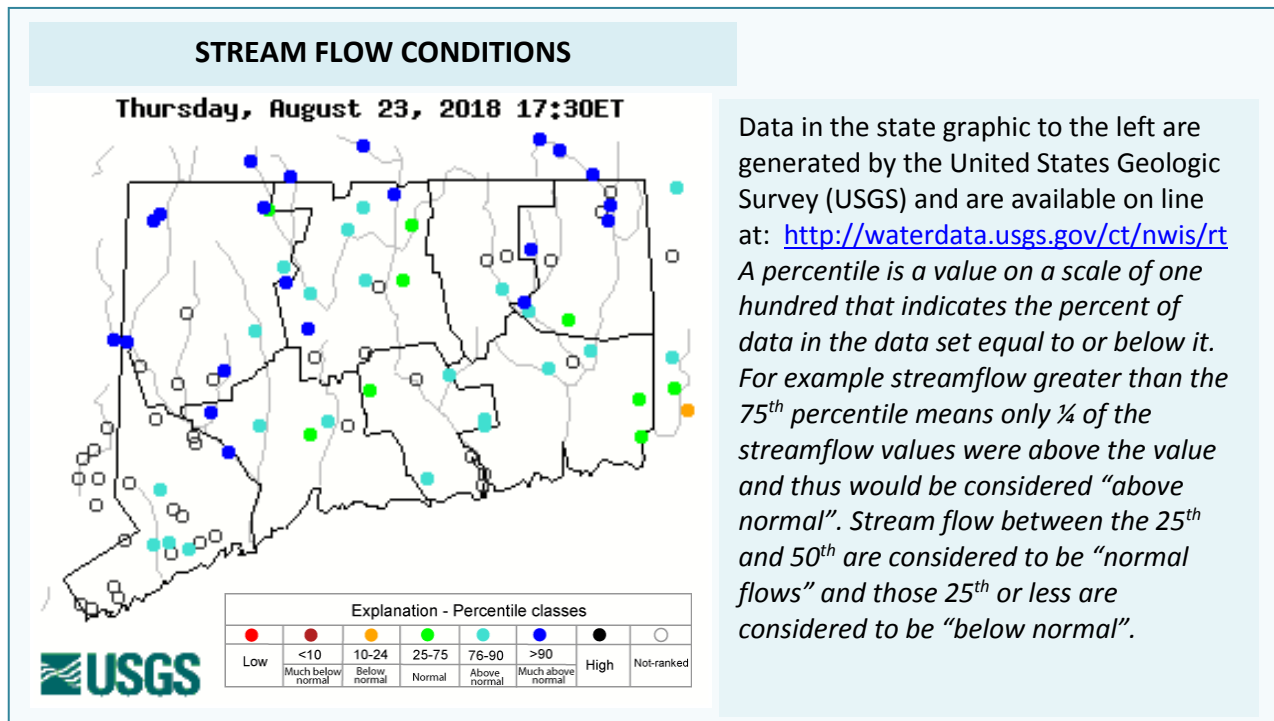 STREAM FLOW CONDITIONS
Thursday, August 23, 2018 17:30ET
Data in the state graphic to the left are
generated by the United States Geologic
Survey (USGS) and are available on line
at: http://waterdata.usgs.gov/ct/nwis/rt
A percentile is a value on a scale of one
hundred that indicates the percent of
data in the data set equal to or below it.
For example streamflow greater than the
75th percentile means only ¼ of the
streamflow values were above the value
and thus would be considered “above
normal”. Stream flow between the 25th
and 50th are considered to be “normal
flows” and those 25th or less are
considered to be “below normal”.
Explanation - Percentile classes
Low <10 10-24 25-75 76-90 >90 High Not-ranked
Much below normal Below normal Normal Above normal Much above normal
USGS